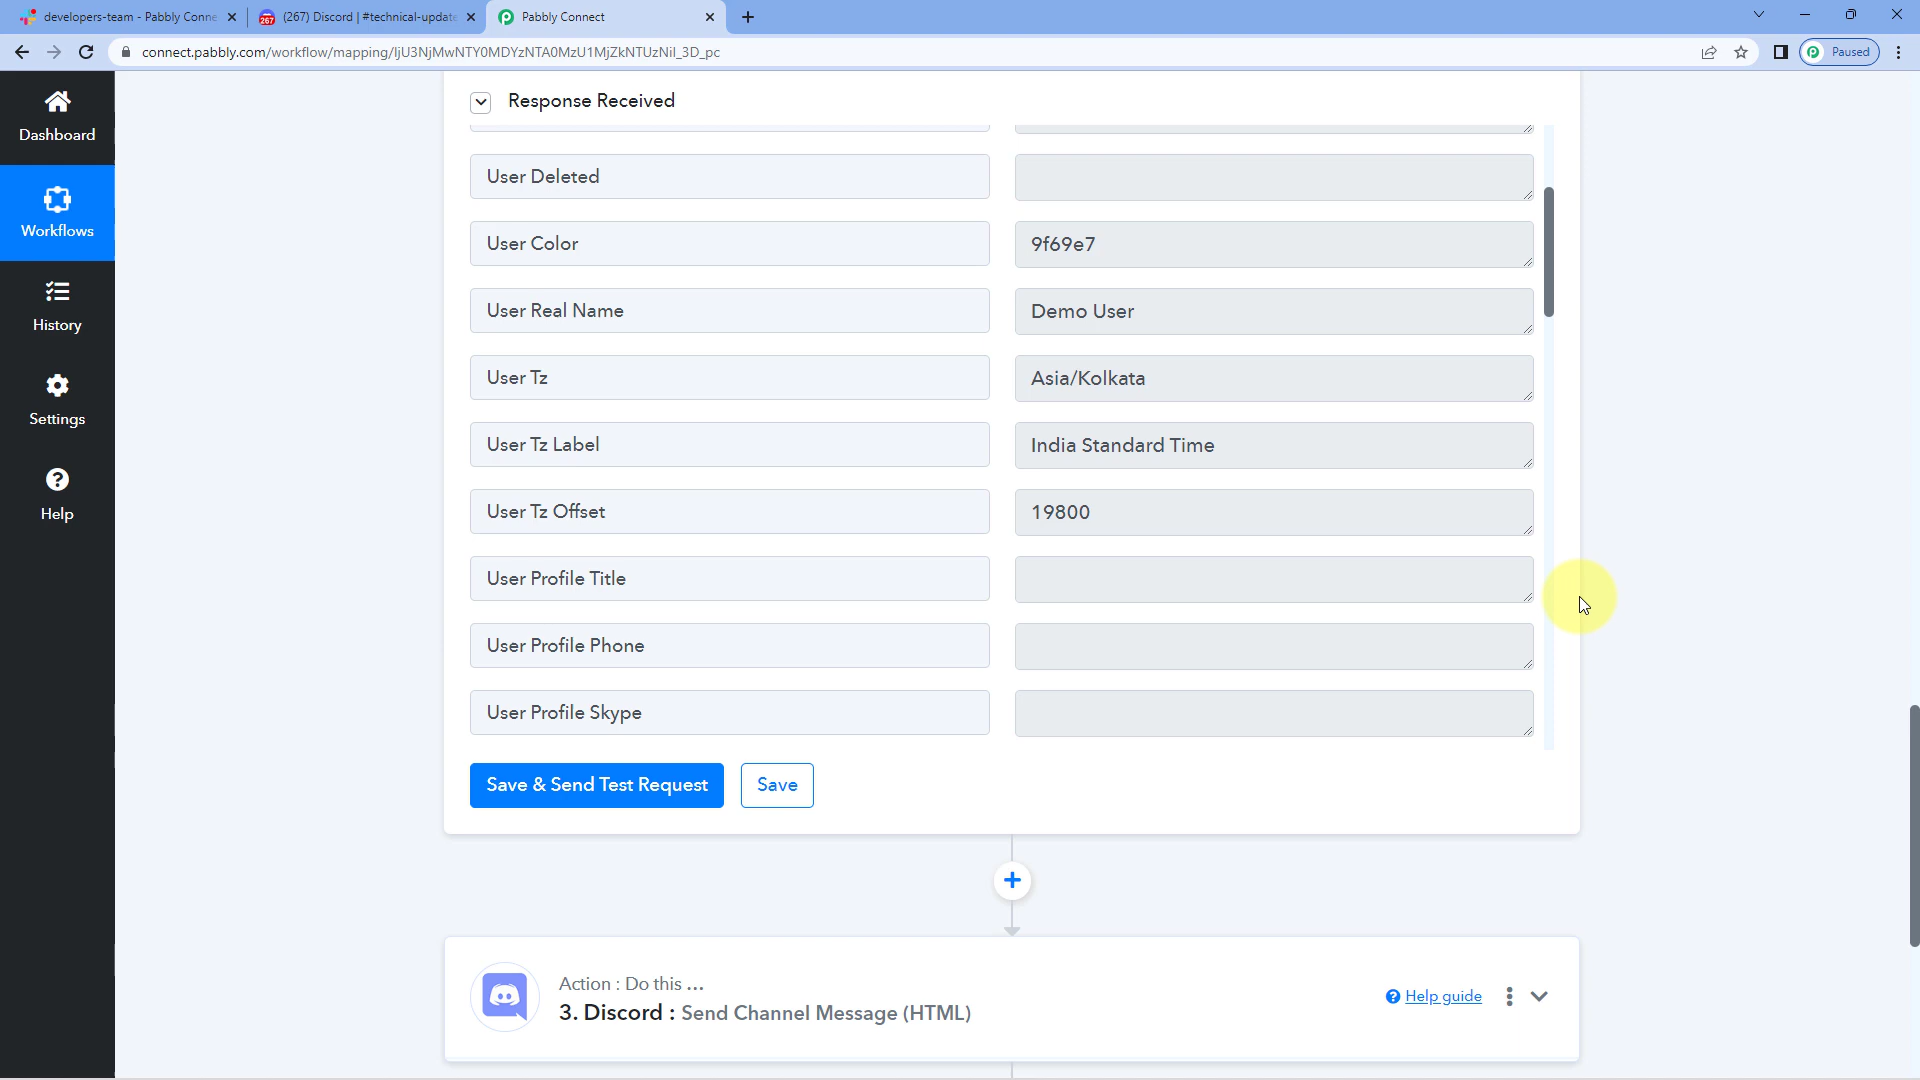 developers-team - Pabbly Conne
267
(267) Discord | #technical-update
Pabbly Connect
connect.pabbly.com/workflow/mapping/IjU3NjMwNTY0MDYzNTA0MzU1MjZkNTUzNiI_3D_pc
Paused
Dashboard
Workflows
History
Settings
Help
Response Received
User Deleted
User Color
9f69e7
User Real Name
Demo User
User Tz
Asia/Kolkata
User Tz Label
India Standard Time
User Tz Offset
19800
User Profile Title
User Profile Phone
User Profile Skype
Save & Send Test Request
Save
Action : Do this ...
3. Discord : Send Channel Message (HTML)
Help guide